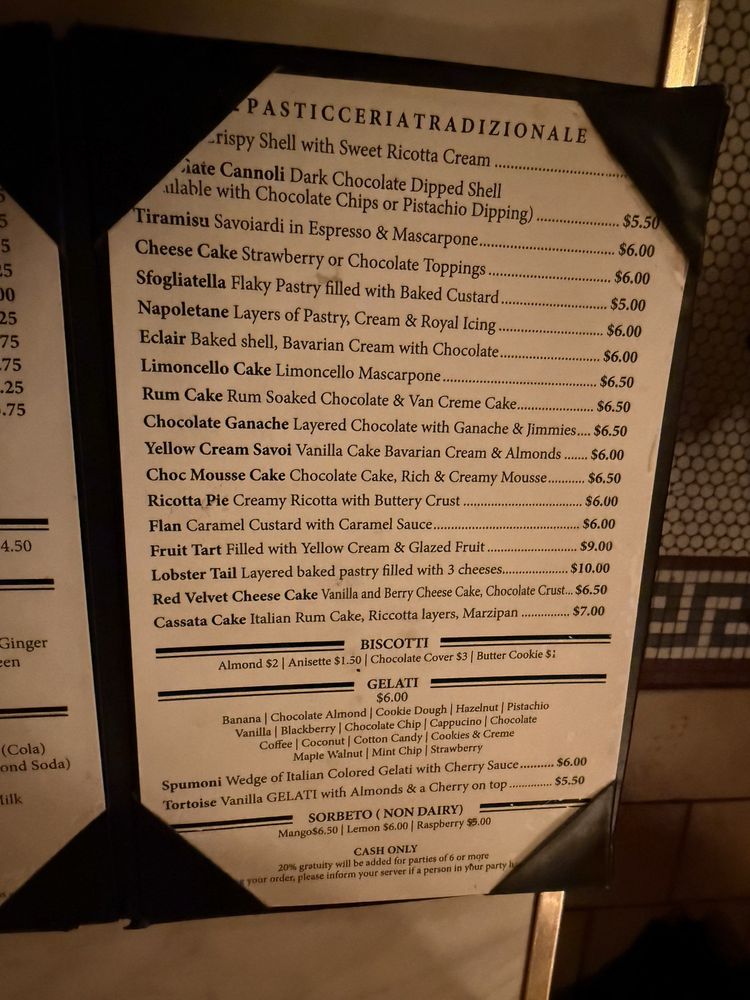 25
75
.75
.25
.75
4.50
Ginger
(Cola)
Soda)
PASTICCERIA TRADIZIONALE
Shell with Sweet Ricotta Cream
Cannoli Dark Chocolate Dipped Shell
with Chocolate Chips or Pistachio Dipping) $5.50
Tiramisu Savoiardi in Espresso & Mascarpone $6.00
Cheese Cake Strawberry or Chocolate Toppings $6.00
Sfogliatella Flaky Pastry filled with Baked Custard $5.00
Napoletane Layers of Pastry, Cream & Royal Icing $6.00
Eclair Baked shell, Bavarian Cream with Chocolate $6.00
Limoncello Cake Limoncello Mascarpone $6.50
Rum Cake Rum Soaked Chocolate & Van Creme Cake $6.50
Chocolate Ganache Layered Chocolate with Ganache & Jimmies $6.50
Yellow Cream Savoi Vanilla Cake Bavarian Cream & Almonds $6.00
Choc Mousse Cake Chocolate Cake, Rich & Creamy Mousse $6.50
Ricotta Pie Creamy Ricotta with Buttery Crust $6.00
Flan Caramel Custard with Caramel Sauce $6.00
Fruit Tart Filled with Yellow Cream & Glazed Fruit $9.00
Lobster Tail Layered baked pastry filled with 3 cheeses $10.00
Red Velvet Cheese Cake Vanilla and Berry Cheese Cake, Chocolate Crust... $6.50
Cassata Cake Italian Rum Cake, Riccotta layers, Marzipan $7.00
BISCOTTI
Almond $2 | Anisette $1.50 | Chocolate Cover $3 | Butter Cookie
GELATI
$6.00
Banana | Chocolate Almond | Cookie Dough | Hazelnut | Pistachio
Vanilla | Blackberry | Chocolate Chip | Cappucino | Chocolate
Coffee | Coconut | Cotton Candy | Cookies & Creme
Maple Walnut | Mint Chip | Strawberry
Spumoni Wedge of Italian Colored Gelati with Cherry Sauce $6.00
Tortoise Vanilla GELATI with Almonds & a Cherry on top $5.50
SORBETO ( NON DAIRY)
Mango$6.50 | Lemon $6.00 | Raspberry $5.00
CASH ONLY
20% gratuity will be added for parties of 6 or more
your order, please inform your server if a person in your party